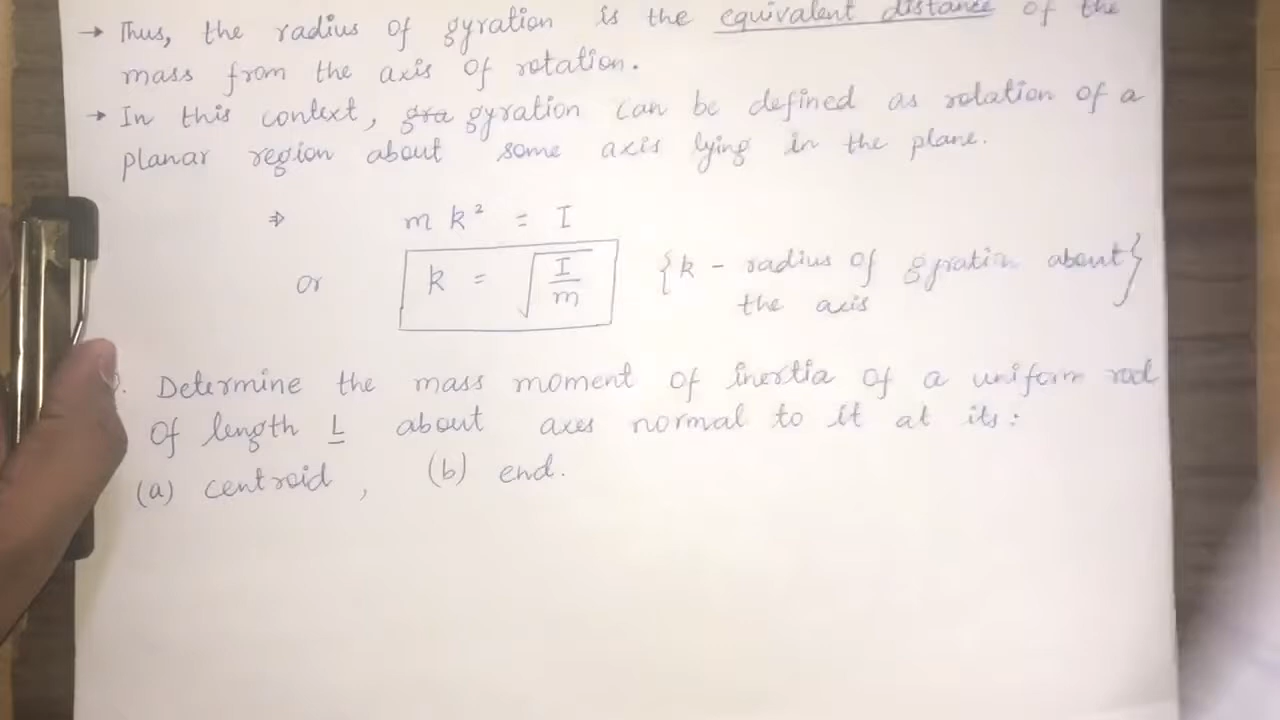 → Thus, the radius of gyration is the equivalent distance of the
mass from the axis of rotation.
→ In this context, gra gyration can be defined as rotation of a
planar region about some axis lying in the plane.
⇒ m k² = I
or k = √(I/m) {k - radius of gyration about}
the axis
. Determine the mass moment of inertia of a uniform rod
of length L about axes normal to it at its:
(a) centroid , (b) end.